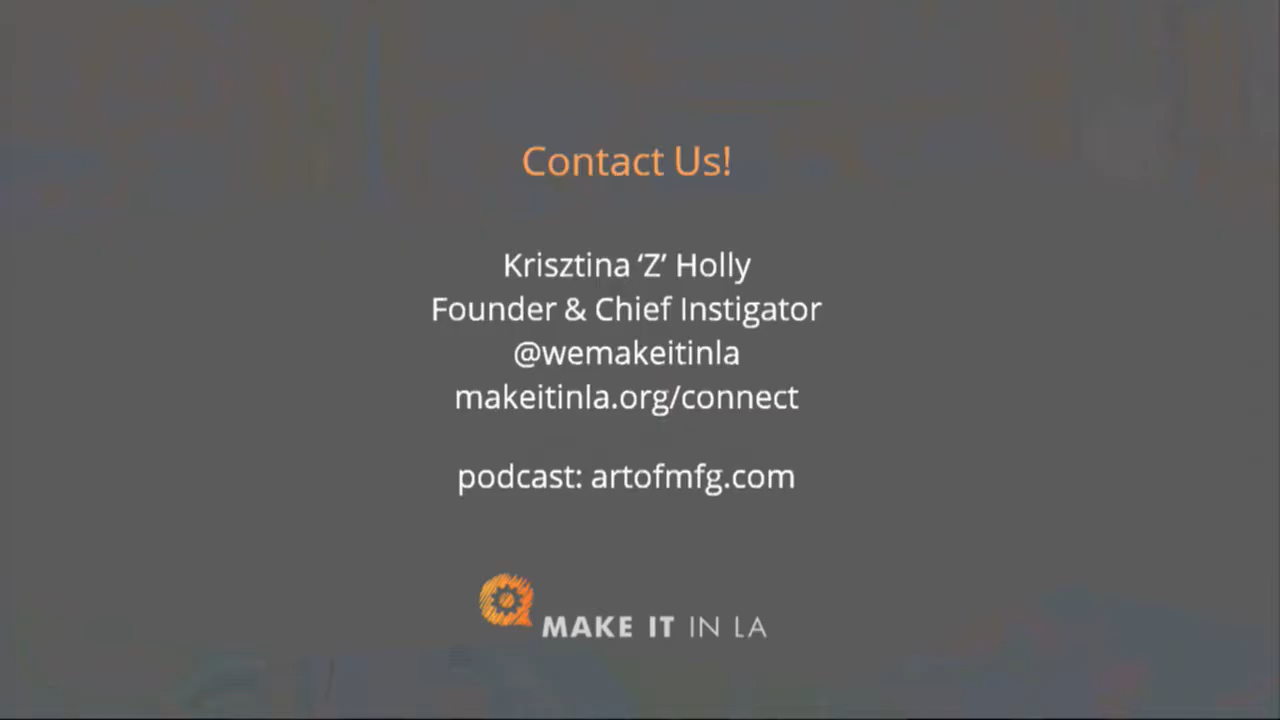 Contact Us!
Krisztina ‘Z’ Holly
Founder & Chief Instigator
@wemakeitinla
makeitinla.org/connect
podcast: artofmfg.com
MAKE IT IN LA